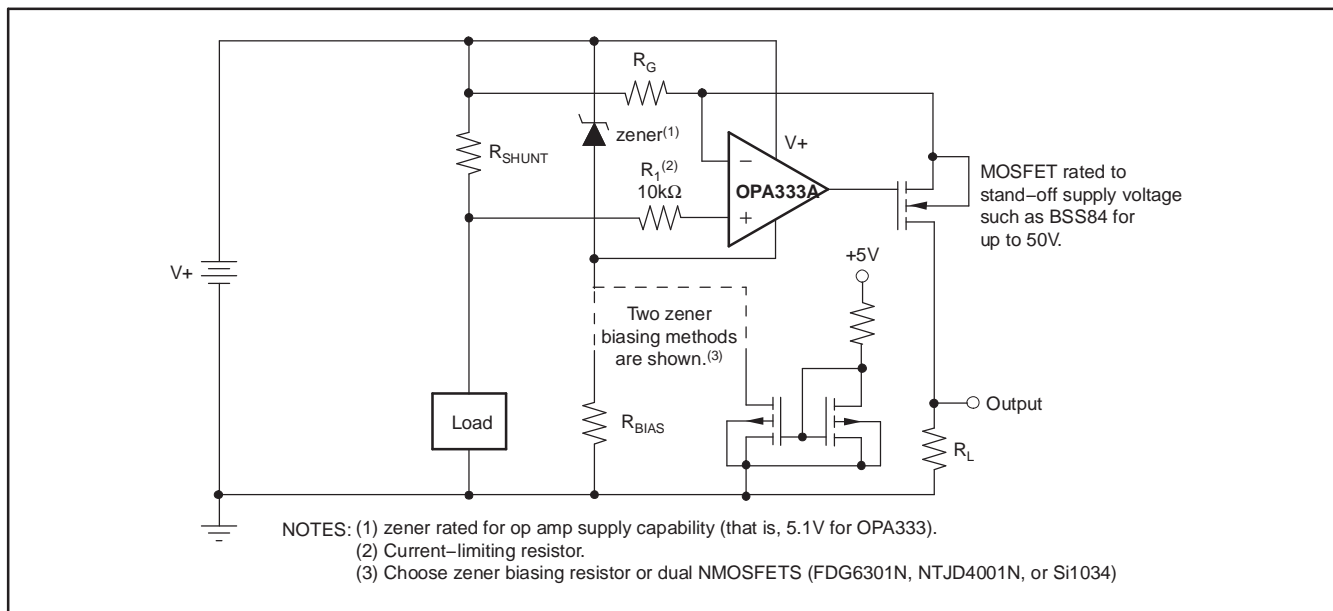 R_G
zener(1)
V+
R_SHUNT
R_1(2)
10kΩ
−
OPA333A
+
MOSFET rated to
stand−off supply voltage
such as BSS84 for
up to 50V.
+5V
V+
Two zener
biasing methods
are shown.(3)
Output
Load
R_BIAS
R_L
NOTES: (1) zener rated for op amp supply capability (that is, 5.1V for OPA333).
(2) Current−limiting resistor.
(3) Choose zener biasing resistor or dual NMOSFETS (FDG6301N, NTJD4001N, or Si1034)